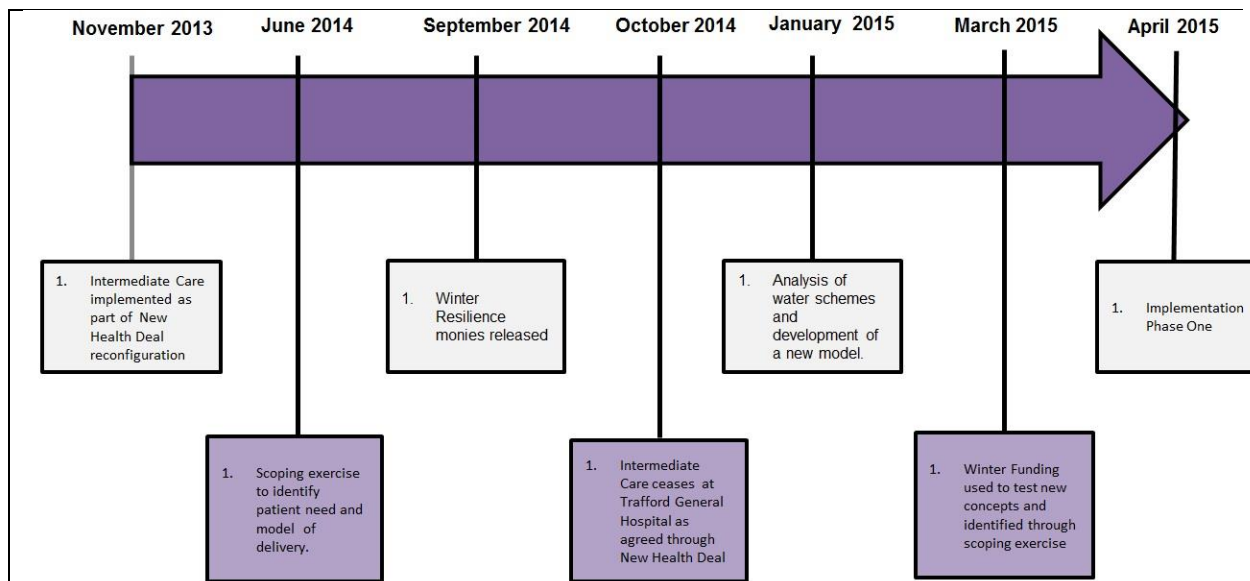 November 2013 June 2014 September 2014 October 2014 January 2015 March 2015 April 2015
1. Intermediate Care
implemented as
part of New
Health Deal
reconfiguration
1. Winter
Resilience
monies released
1. Analysis of
water schemes
and
development of
a new model.
1. Implementation
Phase One
1. Scoping exercise
to identify
patient need and
model of
delivery.
1. Intermediate
Care ceases at
Trafford General
Hospital as
agreed through
New Health Deal
1. Winter Funding
used to test new
concepts and
identified through
scoping exercise